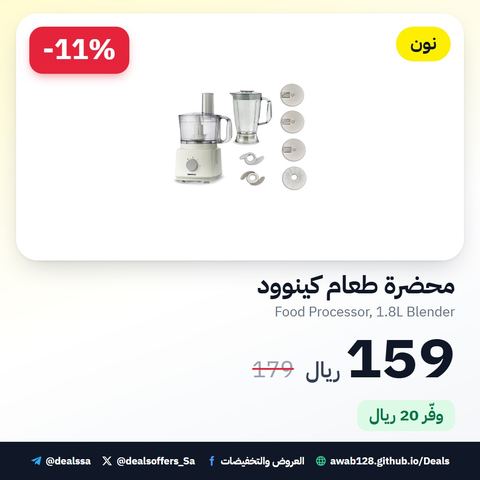 -11%
نون
محضرة طعام كينوود
Food Processor, 1.8L Blender
159 ريال 179
وفّر 20 ريال
@dealssa @dealsoffers_Sa العروض والتخفيضات awab128.github.io/Deals